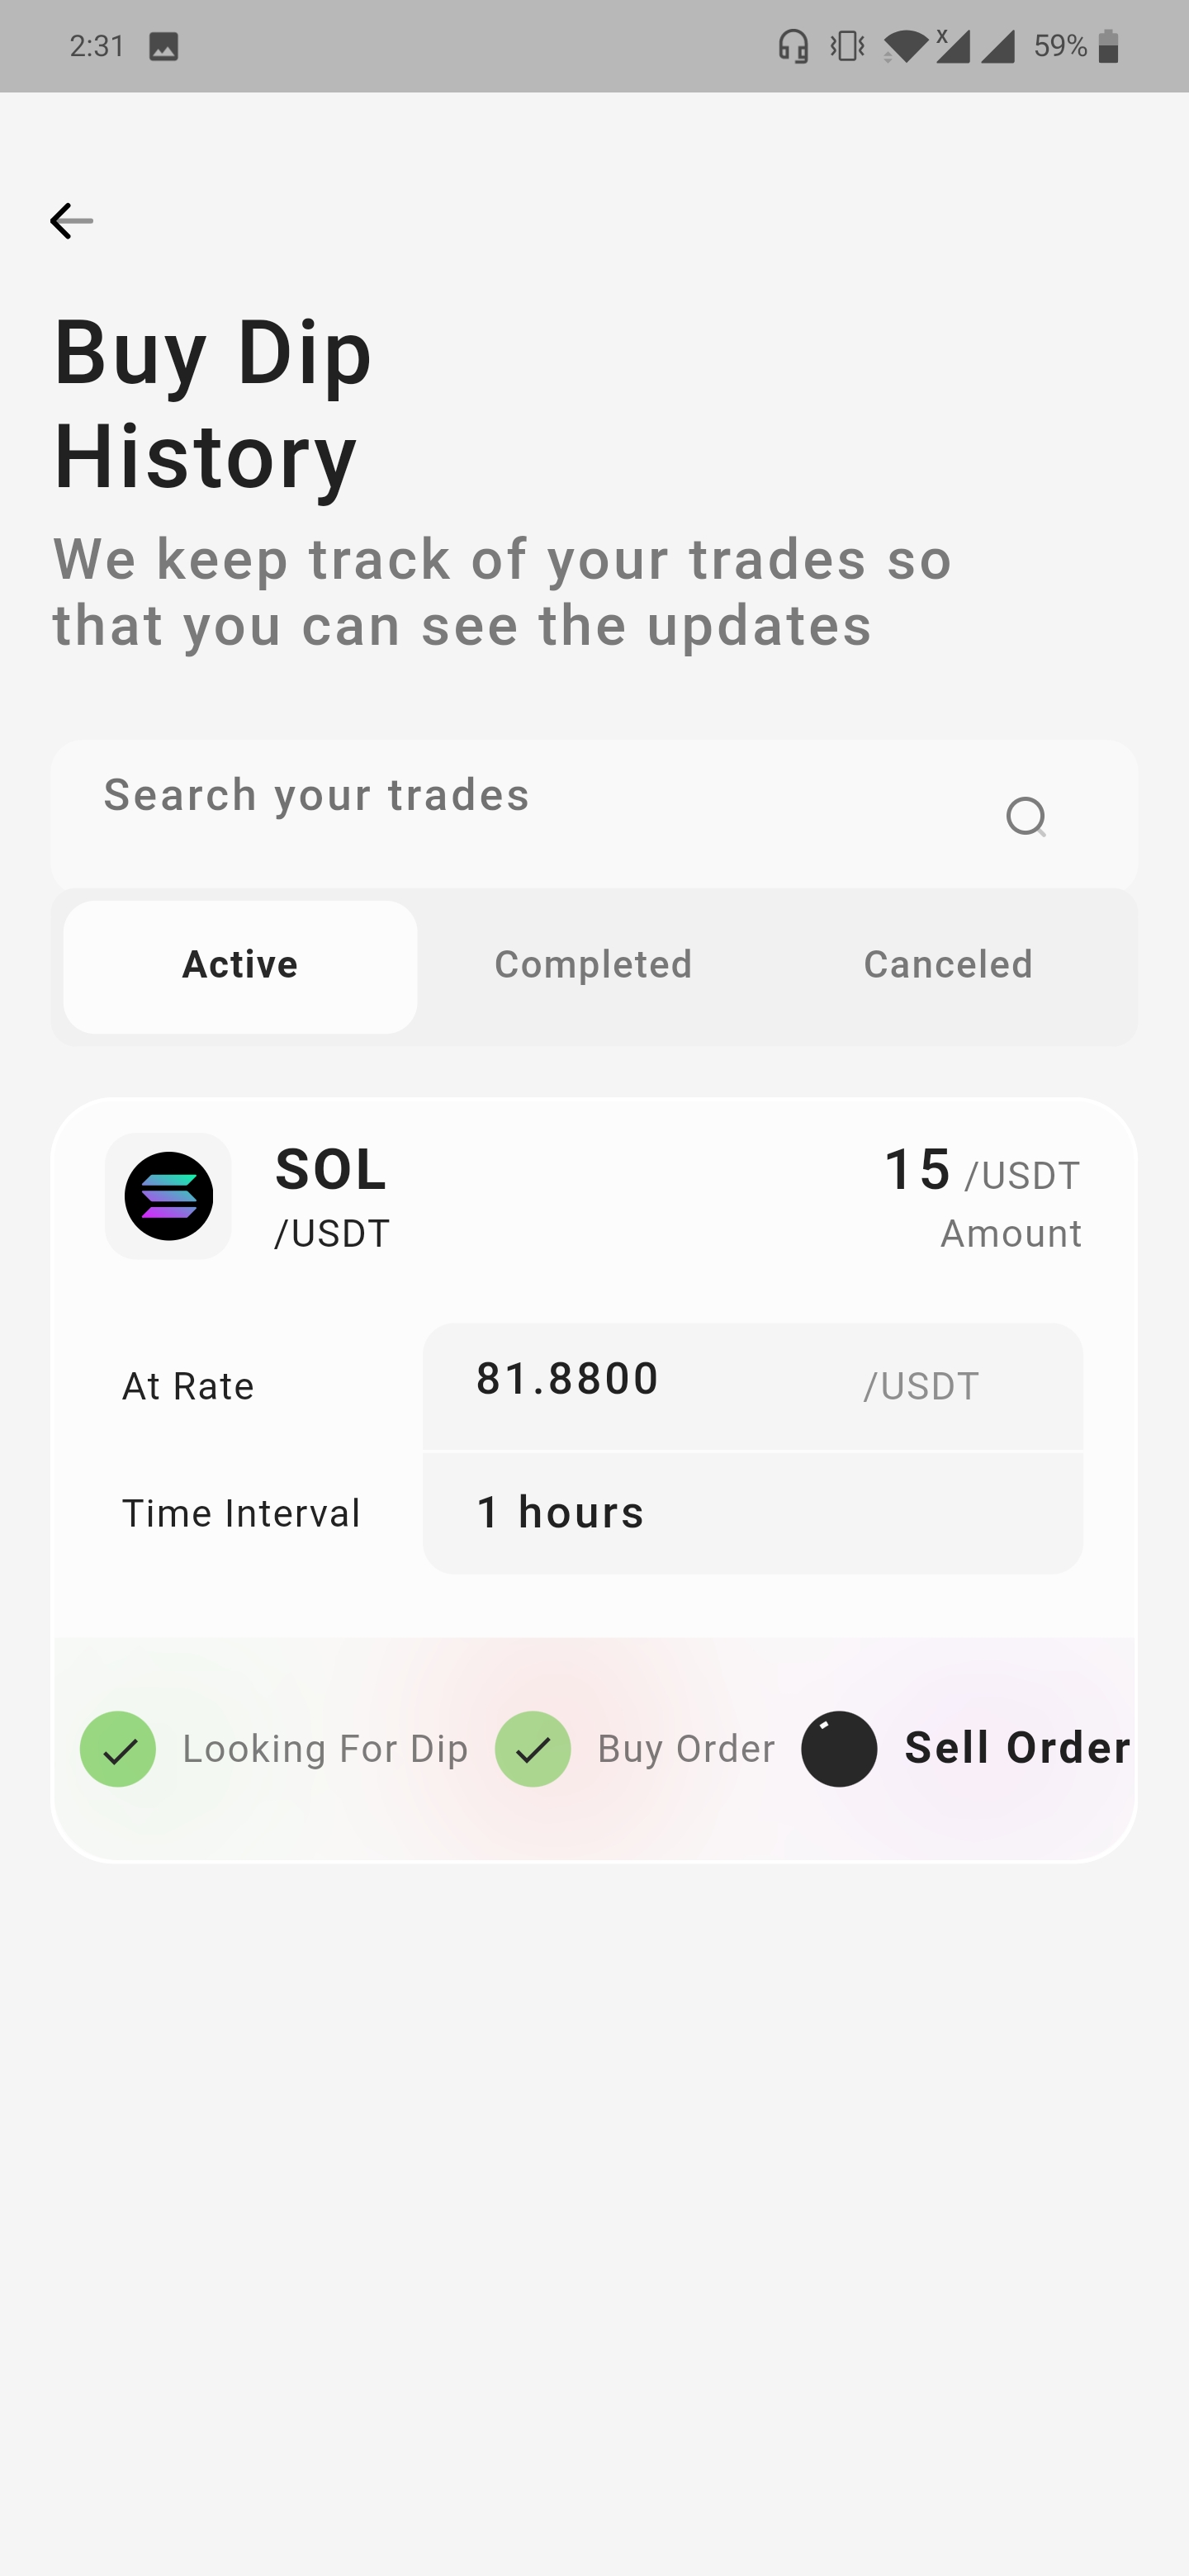 2:31
x
59%
Buy Dip
History
We keep track of your trades so
that you can see the updates
Search your trades
Active Completed Canceled
SOL 15 /USDT
/USDT Amount
At Rate 81.8800 /USDT
Time Interval 1 hours
Looking For Dip Buy Order Sell Order